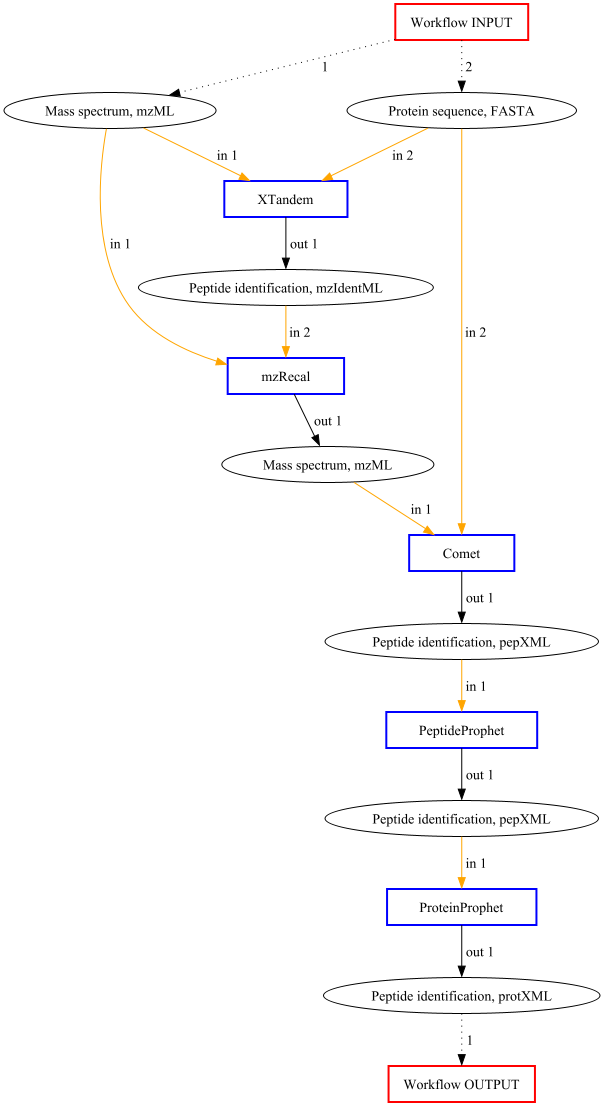 Workflow INPUT
1
2
Mass spectrum, mzML
Protein sequence, FASTA
in 1
in 2
XTandem
in 1
out 1
Peptide identification, mzIdentML
in 2
in 2
mzRecal
out 1
Mass spectrum, mzML
in 1
Comet
out 1
Peptide identification, pepXML
in 1
PeptideProphet
out 1
Peptide identification, pepXML
in 1
ProteinProphet
out 1
Peptide identification, protXML
1
Workflow OUTPUT